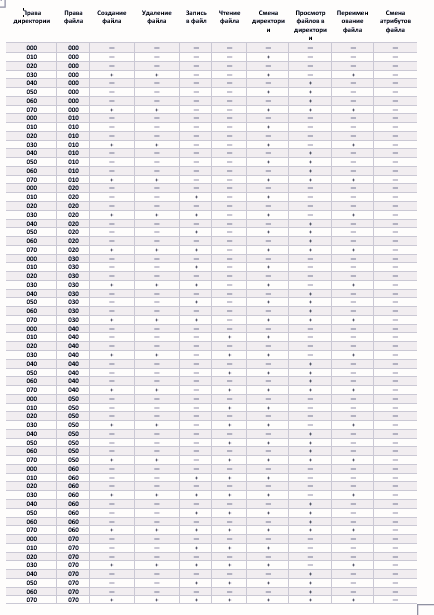 Права Права Создание Удаление Запись Чтение Смена Просмотр Переимен Смена
директории файла файла файла в файл файла директори файлов в ование атрибутов
и директори файла файла
и
000 000 — — — — — — — —
010 000 — — — — + — — —
020 000 — — — — — — — —
030 000 + + — — + — + —
040 000 — — — — — + — —
050 000 — — — — + + — —
060 000 — — — — — + — —
070 000 + + — — + + + —
000 010 — — — — — — — —
010 010 — — — — + — — —
020 010 — — — — — — — —
030 010 + + — — + — + —
040 010 — — — — — + — —
050 010 — — — — + + — —
060 010 — — — — — + — —
070 010 + + — — + + + —
000 020 — — — — — — — —
010 020 — — + — + — — —
020 020 — — — — — — — —
030 020 + + + — + — + —
040 020 — — — — — + — —
050 020 — — + — + + — —
060 020 — — — — — + — —
070 020 + + + — + + + —
000 030 — — — — — — — —
010 030 — — + — + — — —
020 030 — — — — — — — —
030 030 + + + — + — + —
040 030 — — — — — + — —
050 030 — — + — + + — —
060 030 — — — — — + — —
070 030 + + + — + + + —
000 040 — — — — — — — —
010 040 — — — + + — — —
020 040 — — — — — — — —
030 040 + + — + + — + —
040 040 — — — — — + — —
050 040 — — — + + + — —
060 040 — — — — — + — —
070 040 + + — + + + + —
000 050 — — — — — — — —
010 050 — — — + + — — —
020 050 — — — — — — — —
030 050 + + — + + — + —
040 050 — — — — — + — —
050 050 — — — + + + — —
060 050 — — — — — + — —
070 050 + + — + + + + —
000 060 — — — — — — — —
010 060 — — + + + — — —
020 060 — — — — — — — —
030 060 + + + + + — + —
040 060 — — — — — + — —
050 060 — — + + + + — —
060 060 — — — — — + — —
070 060 + + + + + + + —
000 070 — — — — — — — —
010 070 — — + + + — — —
020 070 — — — — — — — —
030 070 + + + + + — + —
040 070 — — — — — + — —
050 070 — — + + + + — —
060 070 — — — — — + — —
070 070 + + + + + + + —